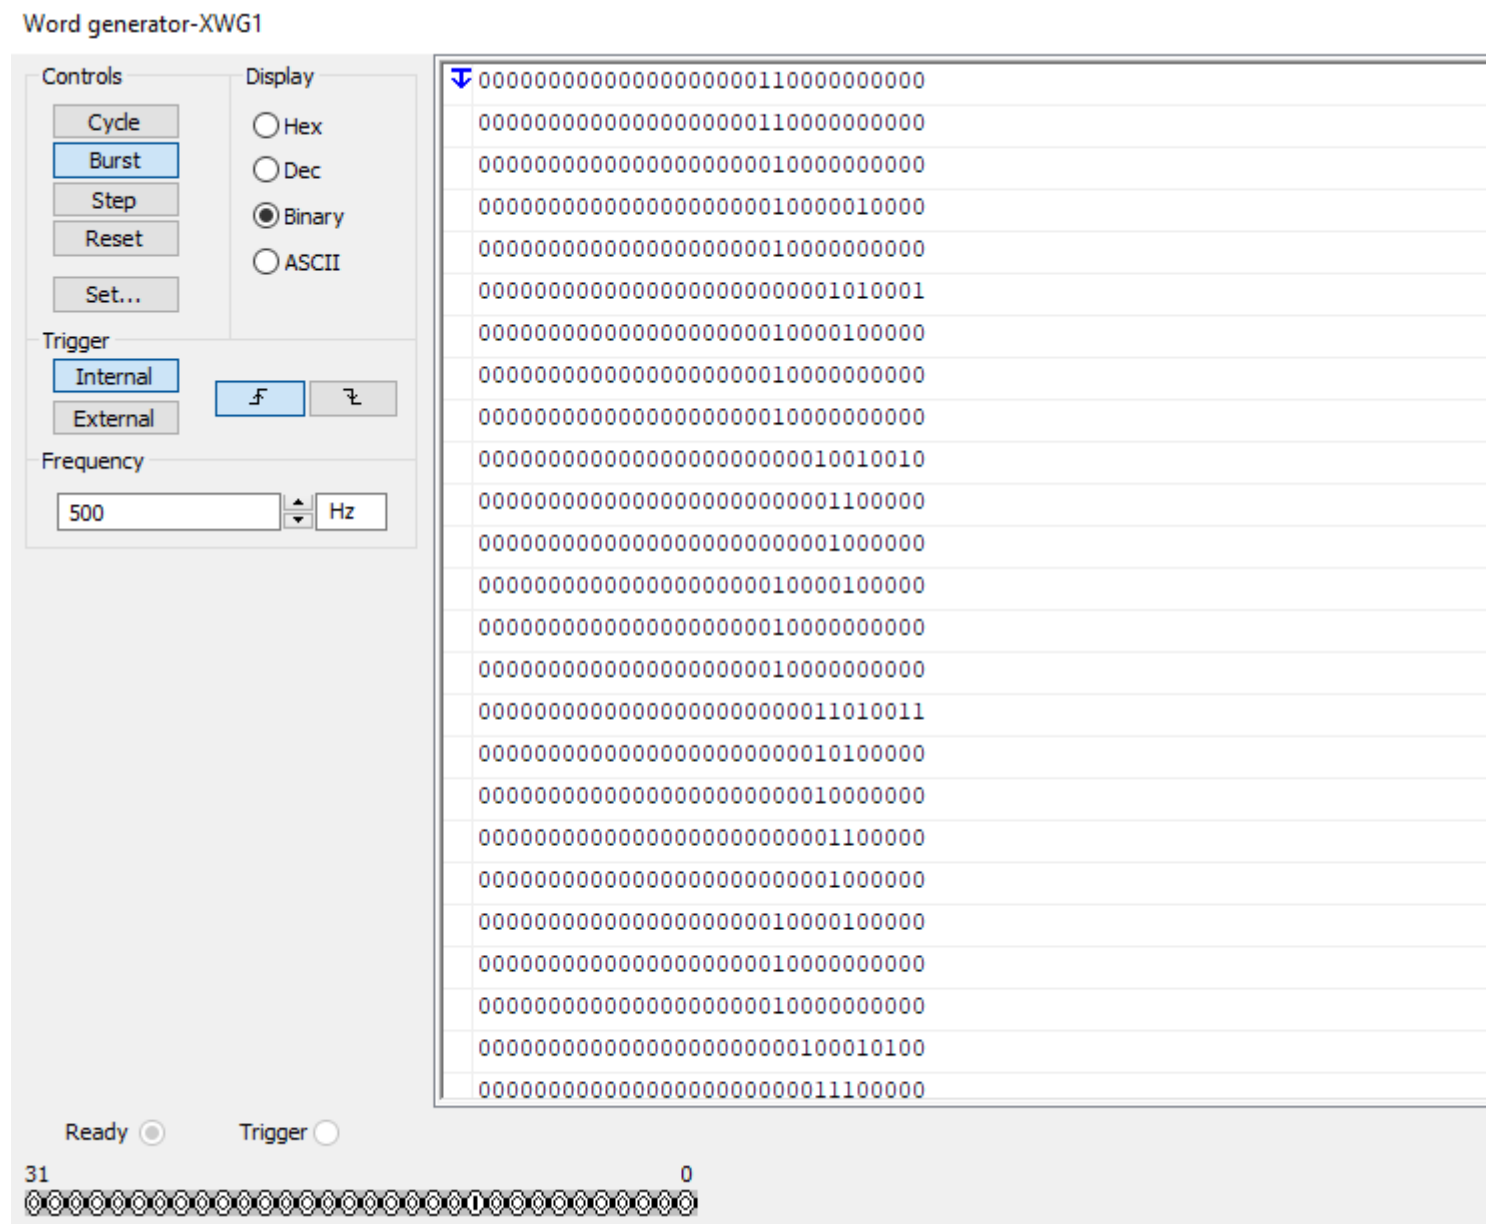 Word generator-XWG1
Controls
Cycle
Burst
Step
Reset
Set...
Display
Hex
Dec
Binary
ASCII
Trigger
Internal
External
Frequency
500
Hz
00000000000000000000110000000000
00000000000000000000110000000000
00000000000000000000010000000000
00000000000000000000010000010000
00000000000000000000010000000000
00000000000000000000000001010001
00000000000000000000010000100000
00000000000000000000010000000000
00000000000000000000010000000000
00000000000000000000000010010010
00000000000000000000000001100000
00000000000000000000000001000000
00000000000000000000010000100000
00000000000000000000010000000000
00000000000000000000010000000000
00000000000000000000000011010011
00000000000000000000000010100000
00000000000000000000000010000000
00000000000000000000000001100000
00000000000000000000000001000000
00000000000000000000010000100000
00000000000000000000010000000000
00000000000000000000010000000000
00000000000000000000000100010100
00000000000000000000000011100000
Ready
Trigger
31 0
00000000000000000000010000000000